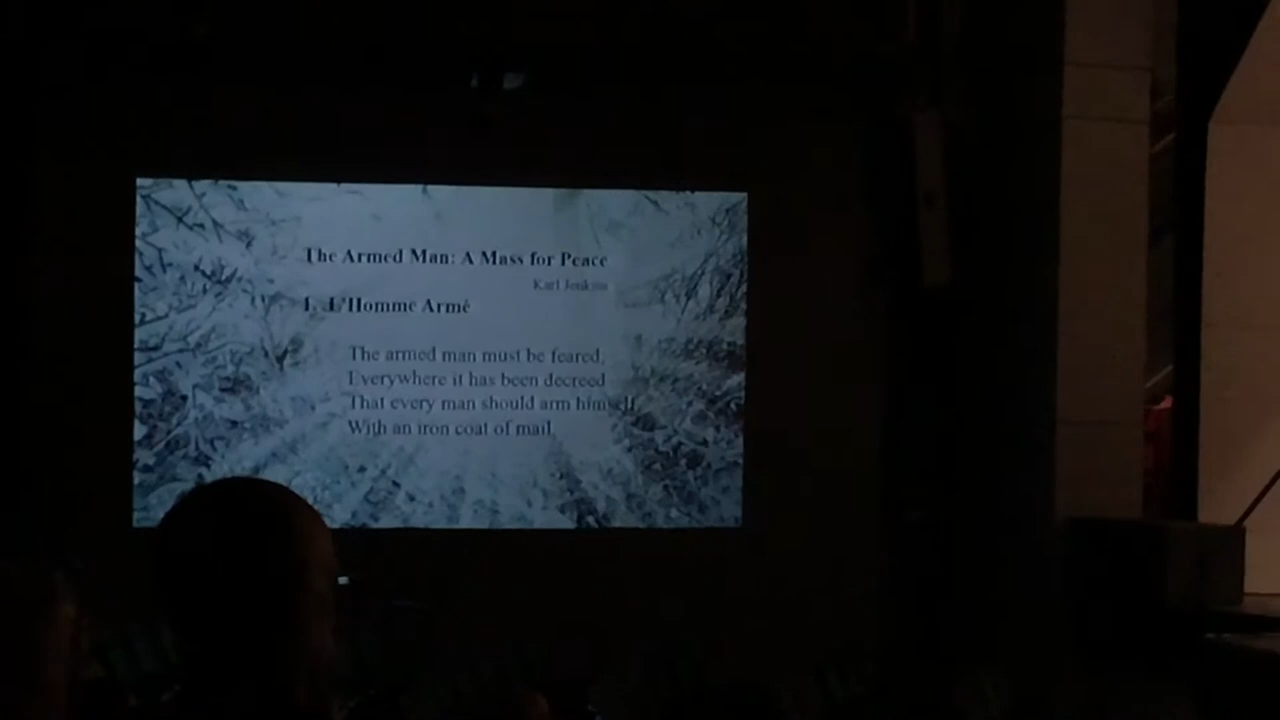 The Armed Man: A Mass for Peace
Karl Jenkins
1. L'Homme Armé
The armed man must be feared;
Everywhere it has been decreed
That every man should arm himself
With an iron coat of mail.